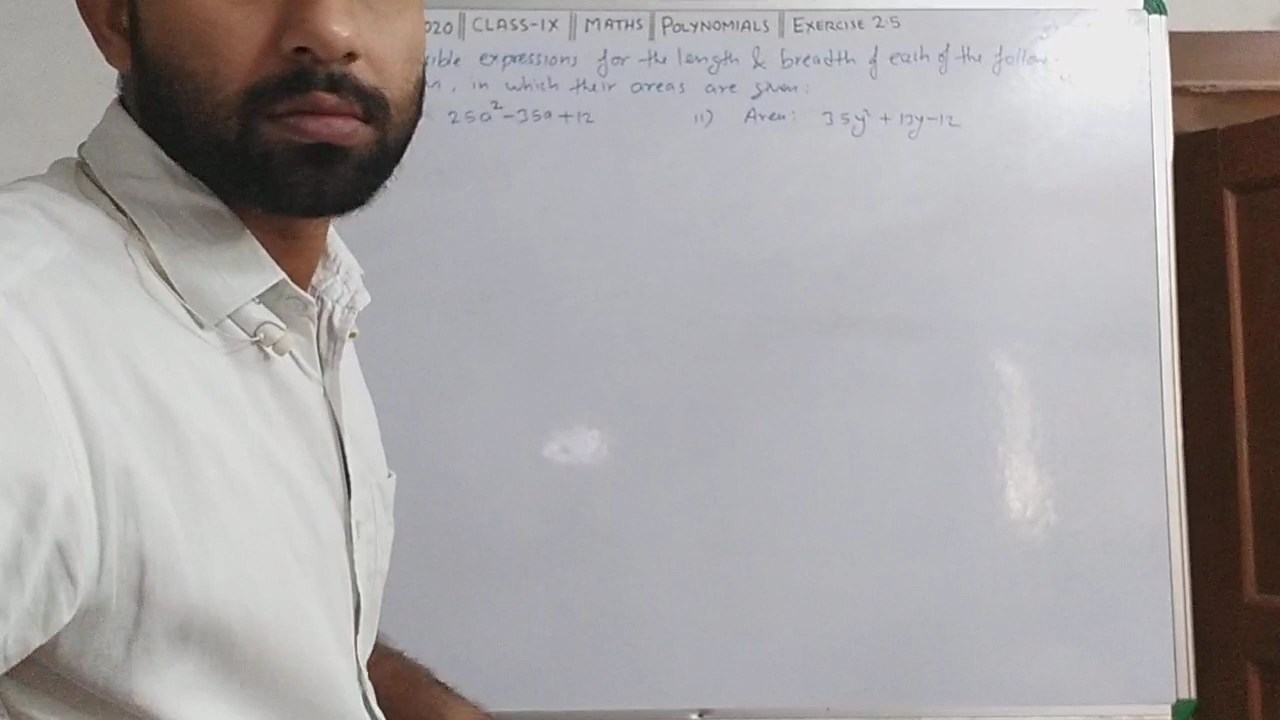 020 || CLASS-IX || MATHS || POLYNOMIALS || EXERCISE 2.5
expressions for the length & breadth of each of the follow
in which their areas are given:
25a²-35a+12 ii) Area: 35y²+13y-12